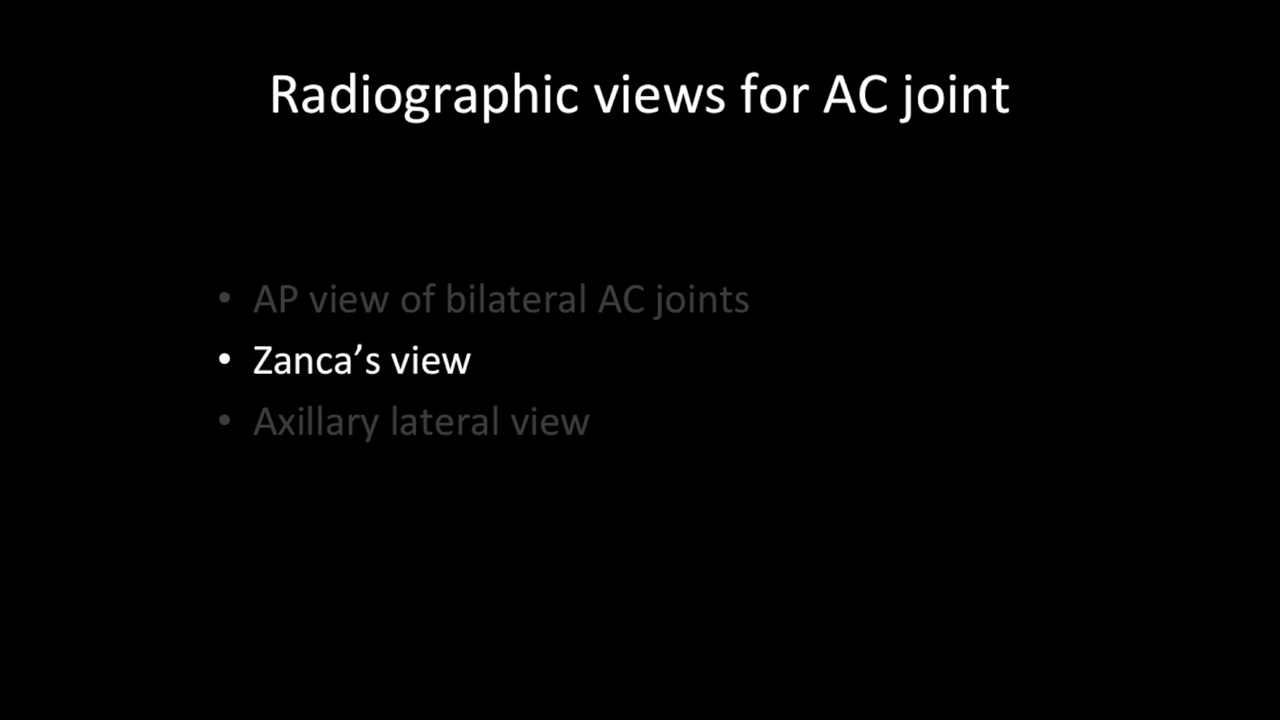 Radiographic views for AC joint
• AP view of bilateral AC joints
• Zanca’s view
• Axillary lateral view